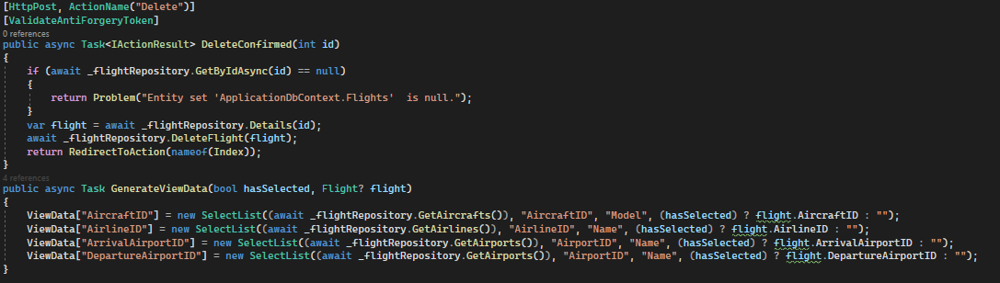 [HttpPost, ActionName("Delete")]
[ValidateAntiForgeryToken]
0 references
public async Task<IActionResult> DeleteConfirmed(int id)
{
    if (await _flightRepository.GetByIdAsync(id) == null)
    {
        return Problem("Entity set 'ApplicationDbContext.Flights'  is null.");
    }
    var flight = await _flightRepository.Details(id);
    await _flightRepository.DeleteFlight(flight);
    return RedirectToAction(nameof(Index));
}
4 references
public async Task GenerateViewData(bool hasSelected, Flight? flight)
{
    ViewData["AircraftID"] = new SelectList((await _flightRepository.GetAircrafts()), "AircraftID", "Model", (hasSelected) ? flight.AircraftID : "");
    ViewData["AirlineID"] = new SelectList((await _flightRepository.GetAirlines()), "AirlineID", "Name", (hasSelected) ? flight.AirlineID : "");
    ViewData["ArrivalAirportID"] = new SelectList((await _flightRepository.GetAirports()), "AirportID", "Name", (hasSelected) ? flight.ArrivalAirportID : "");
    ViewData["DepartureAirportID"] = new SelectList((await _flightRepository.GetAirports()), "AirportID", "Name", (hasSelected) ? flight.DepartureAirportID : "");
}